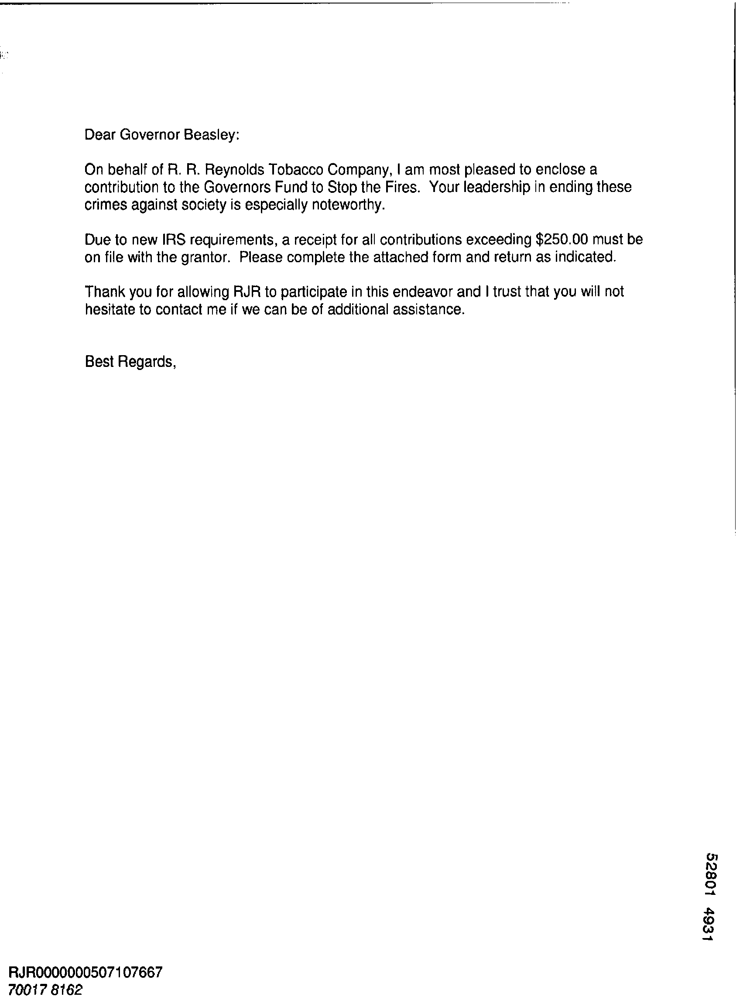 Dear Governor Beasley:
On behalf of R. R. Reynolds Tobacco Company, I am most pleased to enclose a
contribution to the Governors Fund to Stop the Fires. Your leadership in ending these
crimes against society is especially noteworthy.
Due to new IRS requirements, a receipt for all contributions exceeding $250.00 must be
on file with the grantor. Please complete the attached form and return as indicated.
Thank you for allowing RJR to participate in this endeavor and I trust that you will not
hesitate to contact me if we can be of additional assistance.
Best Regards,
52801 4931
RJR0000000507107667
70017 8162